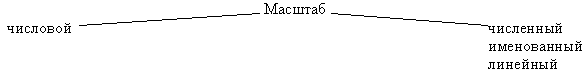 Масштаб
числовой
численный
именованный
линейный